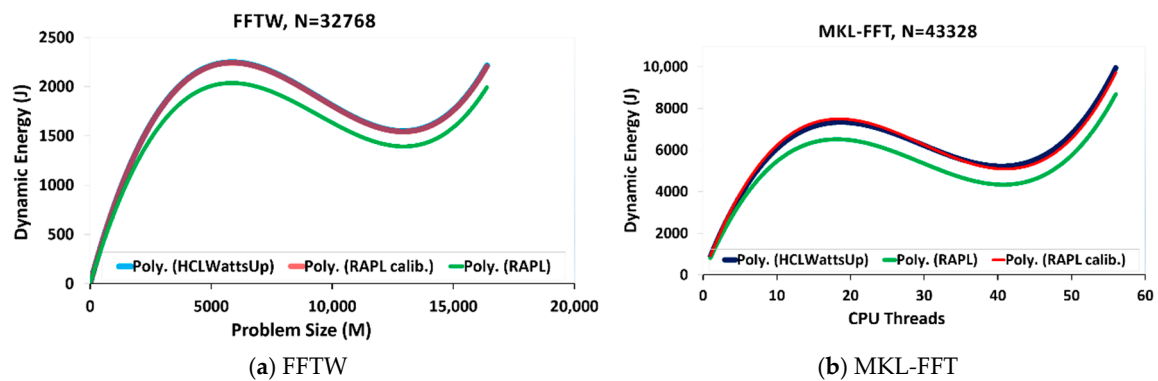 FFTW, N=32768
Dynamic Energy (J)
2500
2000
1500
1000
500
0
Poly. (HCLWattsUp) Poly. (RAPL calib.) Poly. (RAPL)
0 5000 10,000 15,000 20,000
Problem Size (M)
(a) FFTW
MKL-FFT, N=43328
Dynamic Energy (J)
10,000
8000
6000
4000
2000
0
Poly. (HCLWattsUp) Poly. (RAPL) Poly. (RAPL calib.)
0 10 20 30 40 50 60
CPU Threads
(b) MKL-FFT